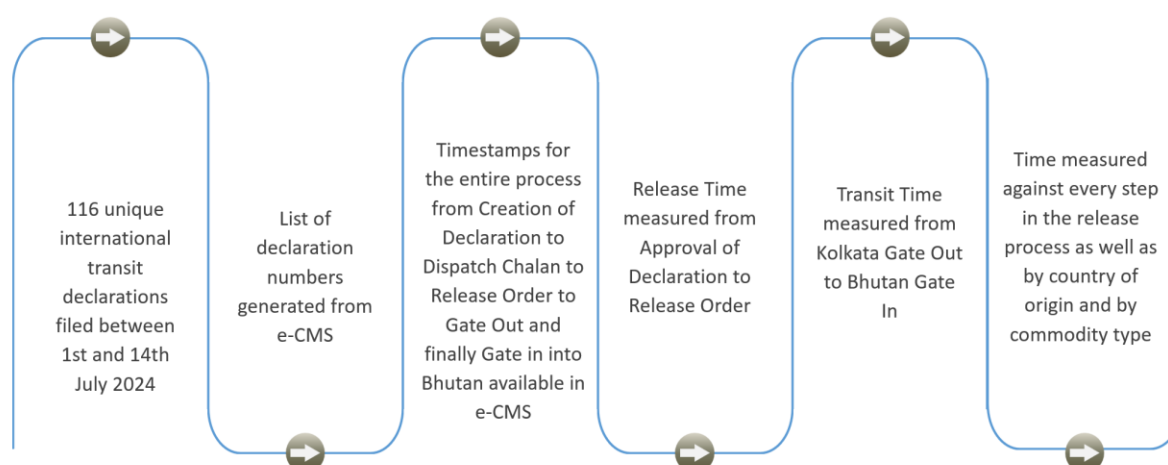 116 unique
international
transit
declarations
filed between
1st and 14th
July 2024
List of
declaration
numbers
generated from
e-CMS
Timestamps for
the entire process
from Creation of
Declaration to
Dispatch Chalan to
Release Order to
Gate Out and
finally Gate in into
Bhutan available in
e-CMS
Release Time
measured from
Approval of
Declaration to
Release Order
Transit Time
measured from
Kolkata Gate Out
to Bhutan Gate
In
Time measured
against every step
in the release
process as well as
by country of
origin and by
commodity type